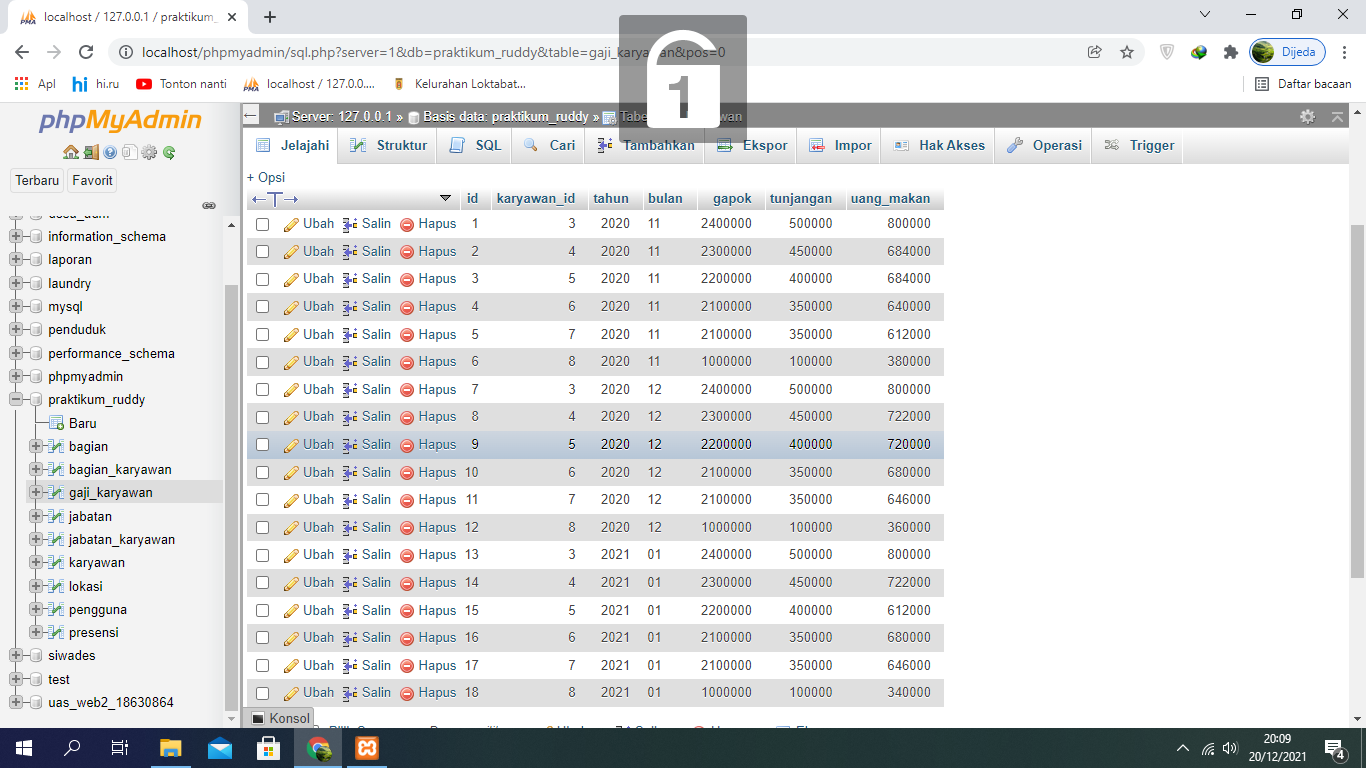 localhost / 127.0.0.1 / praktikum_
localhost/phpmyadmin/sql.php?server=1&db=praktikum_ruddy&table=gaji_karyawan&pos=0
1
Dijeda
Apl
hi hi.ru
Tonton tanti
localhost / 127.0.0....
Kelurahan Loktabat...
Daftar bacaan
phpMyAdmin
Server: 127.0.0.1 » Basis data: praktikum_ruddy »
Jelajahi Struktur SQL Cari Tambahkan Ekspor Impor Hak Akses Operasi Trigger
Terbaru Favorit
+ Opsi
information_schema
laporan
laundry
mysql
penduduk
performance_schema
phpmyadmin
praktikum_ruddy
Baru
bagian
bagian_karyawan
gaji_karyawan
jabatan
jabatan_karyawan
karyawan
lokasi
pengguna
presensi
siwades
test
uas_web2_18630864
←T→ id karyawan_id tahun bulan gapok tunjangan uang_makan
Ubah Salin Hapus 1 3 2020 11 2400000 500000 800000
Ubah Salin Hapus 2 4 2020 11 2300000 450000 684000
Ubah Salin Hapus 3 5 2020 11 2200000 400000 684000
Ubah Salin Hapus 4 6 2020 11 2100000 350000 640000
Ubah Salin Hapus 5 7 2020 11 2100000 350000 612000
Ubah Salin Hapus 6 8 2020 11 1000000 100000 380000
Ubah Salin Hapus 7 3 2020 12 2400000 500000 800000
Ubah Salin Hapus 8 4 2020 12 2300000 450000 722000
Ubah Salin Hapus 9 5 2020 12 2200000 400000 720000
Ubah Salin Hapus 10 6 2020 12 2100000 350000 680000
Ubah Salin Hapus 11 7 2020 12 2100000 350000 646000
Ubah Salin Hapus 12 8 2020 12 1000000 100000 360000
Ubah Salin Hapus 13 3 2021 01 2400000 500000 800000
Ubah Salin Hapus 14 4 2021 01 2300000 450000 722000
Ubah Salin Hapus 15 5 2021 01 2200000 400000 612000
Ubah Salin Hapus 16 6 2021 01 2100000 350000 680000
Ubah Salin Hapus 17 7 2021 01 2100000 350000 646000
Ubah Salin Hapus 18 8 2021 01 1000000 100000 340000
Konsol
20:09
20/12/2021
4